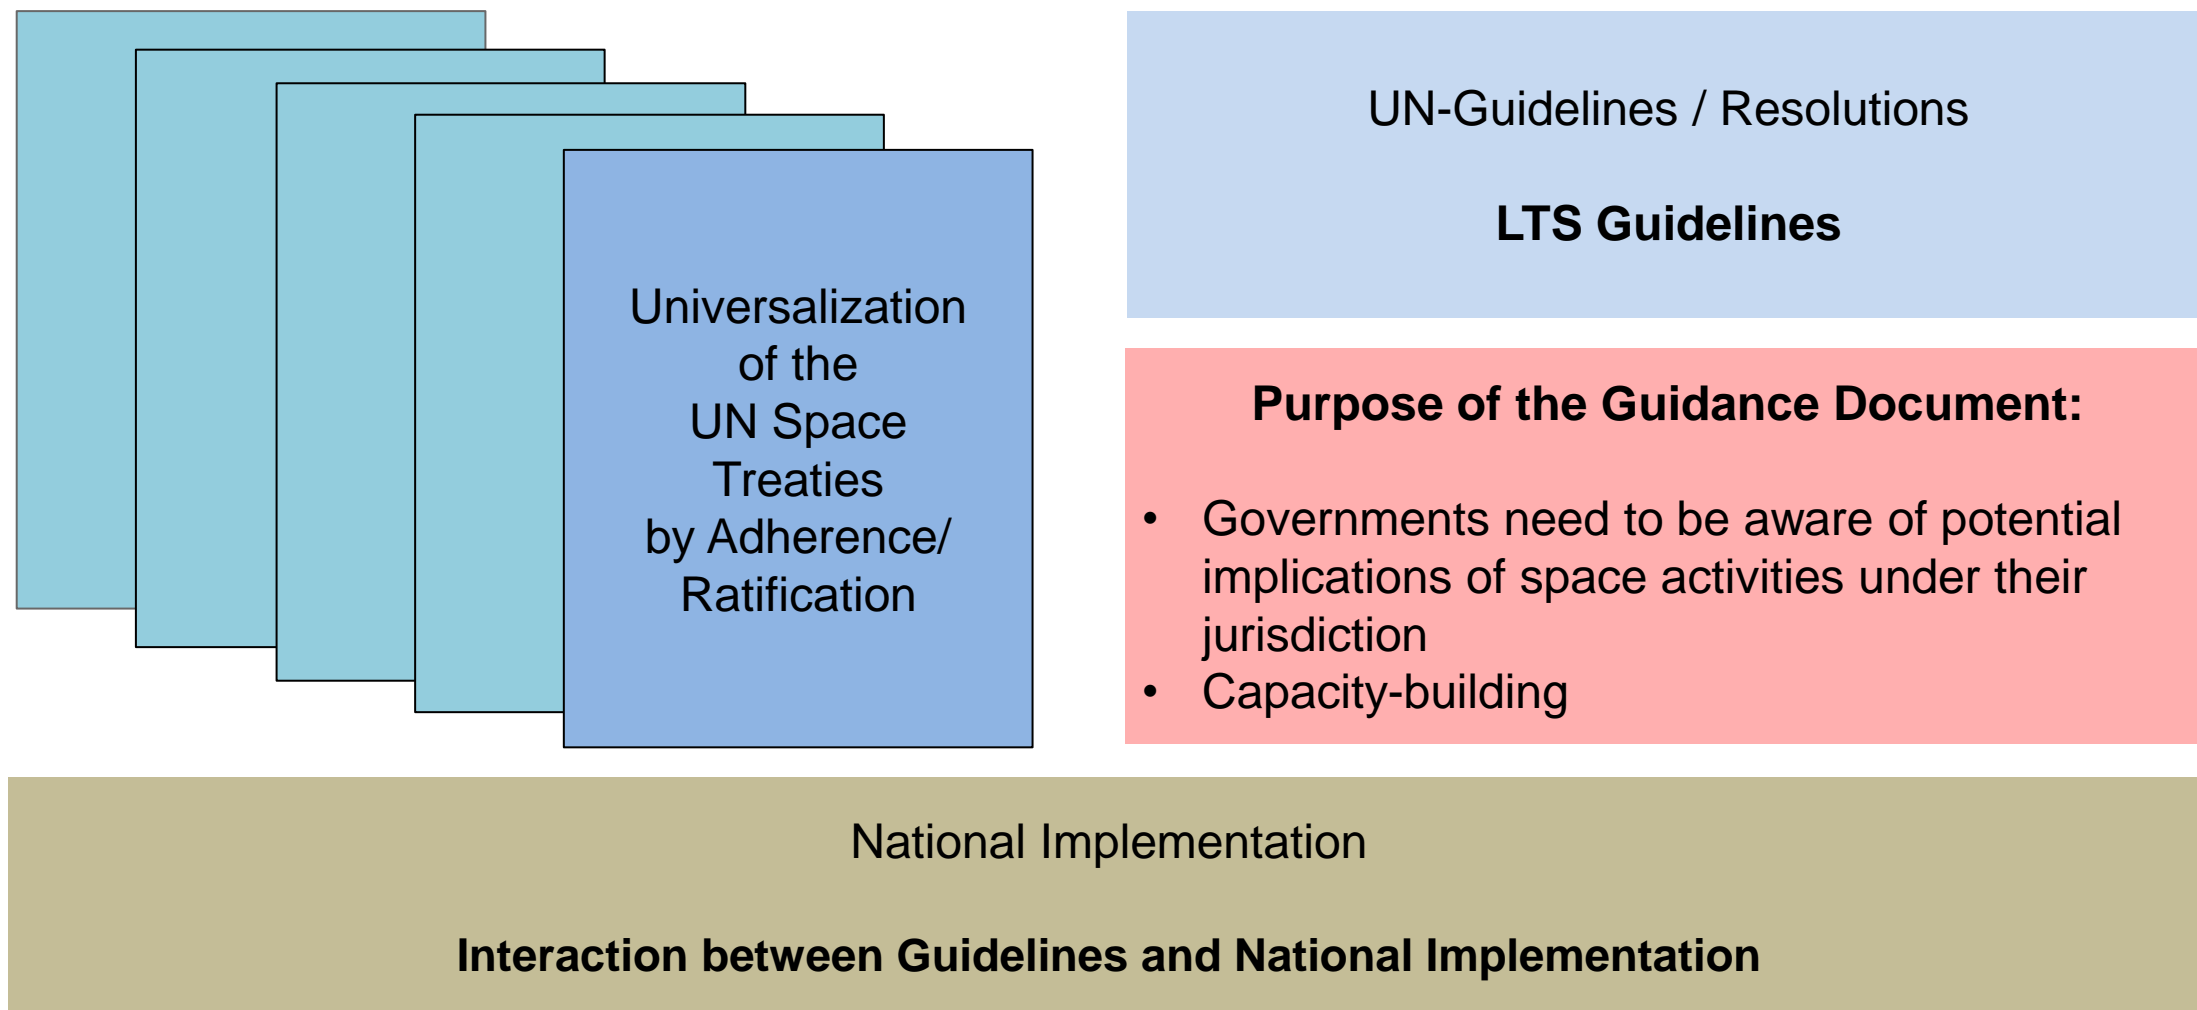 Universalization
of the
UN Space
Treaties
by Adherence/
Ratification
UN-Guidelines / Resolutions
LTS Guidelines
Purpose of the Guidance Document:
• Governments need to be aware of potential
implications of space activities under their
jurisdiction
• Capacity-building
National Implementation
Interaction between Guidelines and National Implementation